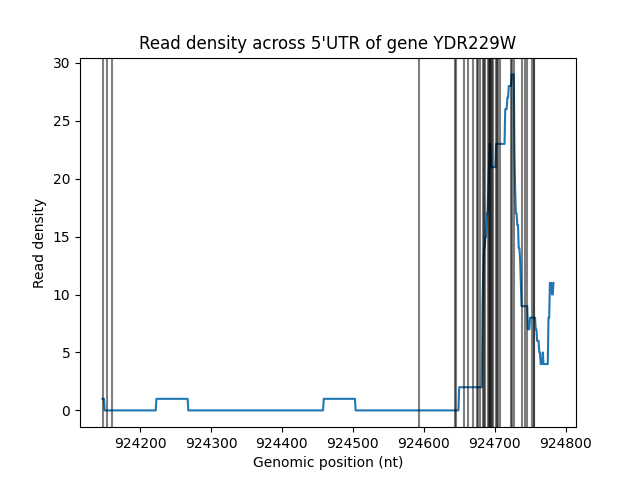 Read density across 5'UTR of gene YDR229W
30
25
20
15
10
5
0
Read density
924200 924300 924400 924500 924600 924700 924800
Genomic position (nt)